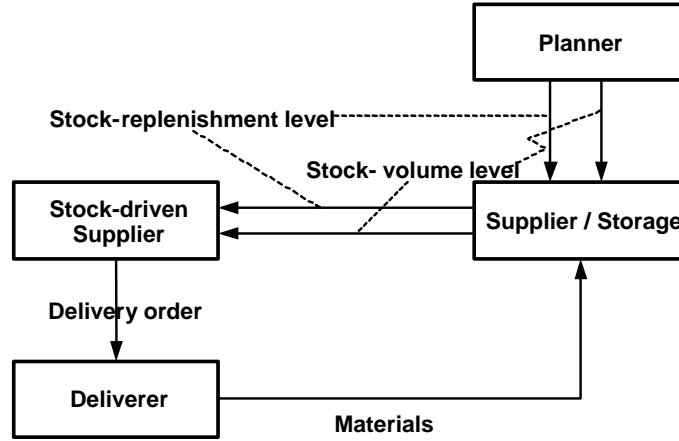 Planner
Stock-replenishment level
Stock- volume level
Stock-driven
Supplier
Supplier / Storage
Delivery order
Deliverer
Materials